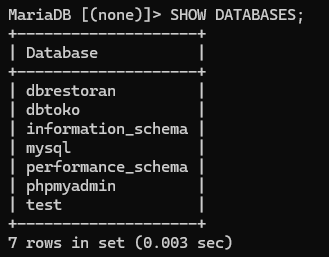 MariaDB [(none)]> SHOW DATABASES;
+--------------------+
| Database           |
+--------------------+
| dbrestoran         |
| dbtoko             |
| information_schema |
| mysql              |
| performance_schema |
| phpmyadmin         |
| test               |
+--------------------+
7 rows in set (0.003 sec)